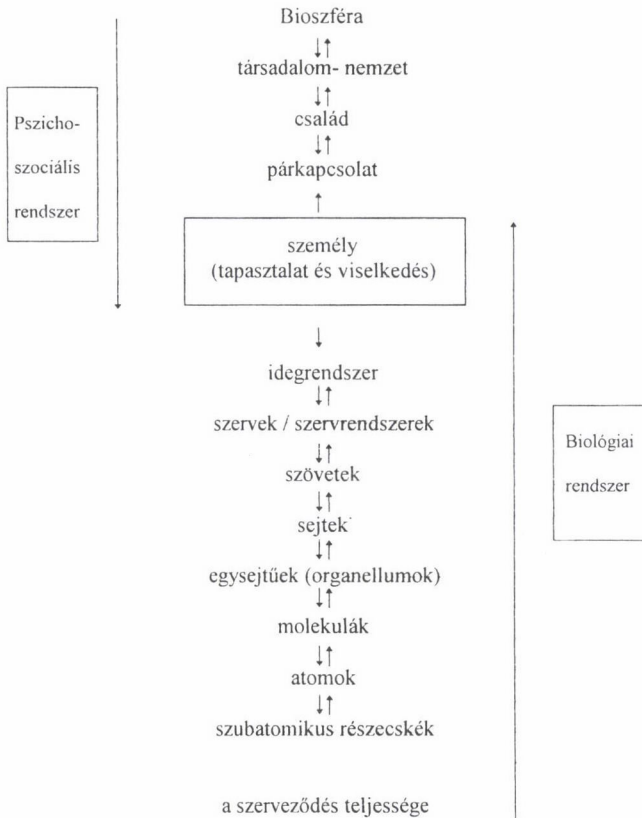 Bioszféra
↓↑
társadalom- nemzet
↓↑
család
↓↑
párkapcsolat
↑
Pszicho-
szociális
rendszer
személy
(tapasztalat és viselkedés)
↓
idegrendszer
↓↑
szervek / szervrendszerek
↓↑
szövetek
↓↑
sejtek
↓↑
egysejtűek (organellumok)
↓↑
molekulák
↓↑
atomok
↓↑
szubatomikus részecskék
Biológiai
rendszer
a szerveződés teljessége